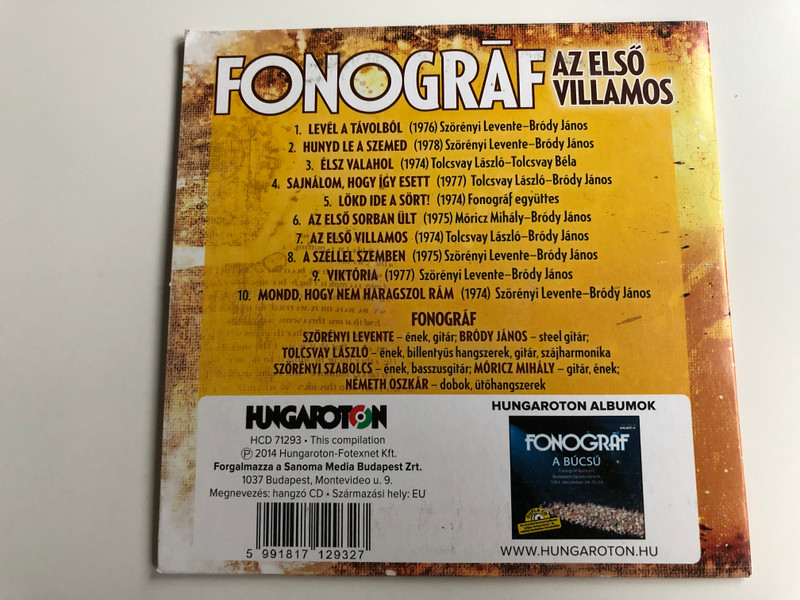 FONOGRÁF AZ ELSŐ VILLAMOS
1. LEVÉL A TÁVOLBÓL (1976) Szörényi Levente–Bródy János
2. HUNYD LE A SZEMED (1978) Szörényi Levente–Bródy János
3. ÉLSZ VALAHOL (1974) Tolcsvay László–Tolcsvay Béla
4. SAJNÁLOM, HOGY ÍGY ESETT (1977) Tolcsvay László–Bródy János
5. LÖKD IDE A SÖRT! (1974) Fonográf együttes
6. AZ ELSŐ SORBAN ÜLT (1975) Móricz Mihály–Bródy János
7. AZ ELSŐ VILLAMOS (1974) Tolcsvay László–Bródy János
8. A SZÉLLEL SZEMBEN (1975) Szörényi Levente–Bródy János
9. VIKTÓRIA (1977) Szörényi Levente–Bródy János
10. MONDD, HOGY NEM HARAGSZOL RÁM (1974) Szörényi Levente–Bródy János
FONOGRÁF
SZÖRÉNYI LEVENTE – ének, gitár; BRÓDY JÁNOS – steel gitár;
TOLCSVAY LÁSZLÓ – ének, billentyűs hangszerek, gitár, szájharmonika
SZÖRÉNYI SZABOLCS – ének, basszusgitár; MÓRICZ MIHÁLY – gitár, ének;
NÉMETH OSZKÁR – dobok, ütőhangszerek
HUNGAROTON
HCD 71293 • This compilation
Ⓟ 2014 Hungaroton-Fotexnet Kft.
Forgalmazza a Sanoma Media Budapest Zrt.
1037 Budapest, Montevideo u. 9.
Megnevezés: hangzó CD • Származási hely: EU
5 991817 129327
HUNGAROTON ALBUMOK
FONOGRÁF
A BÚCSÚ
WWW.HUNGAROTON.HU